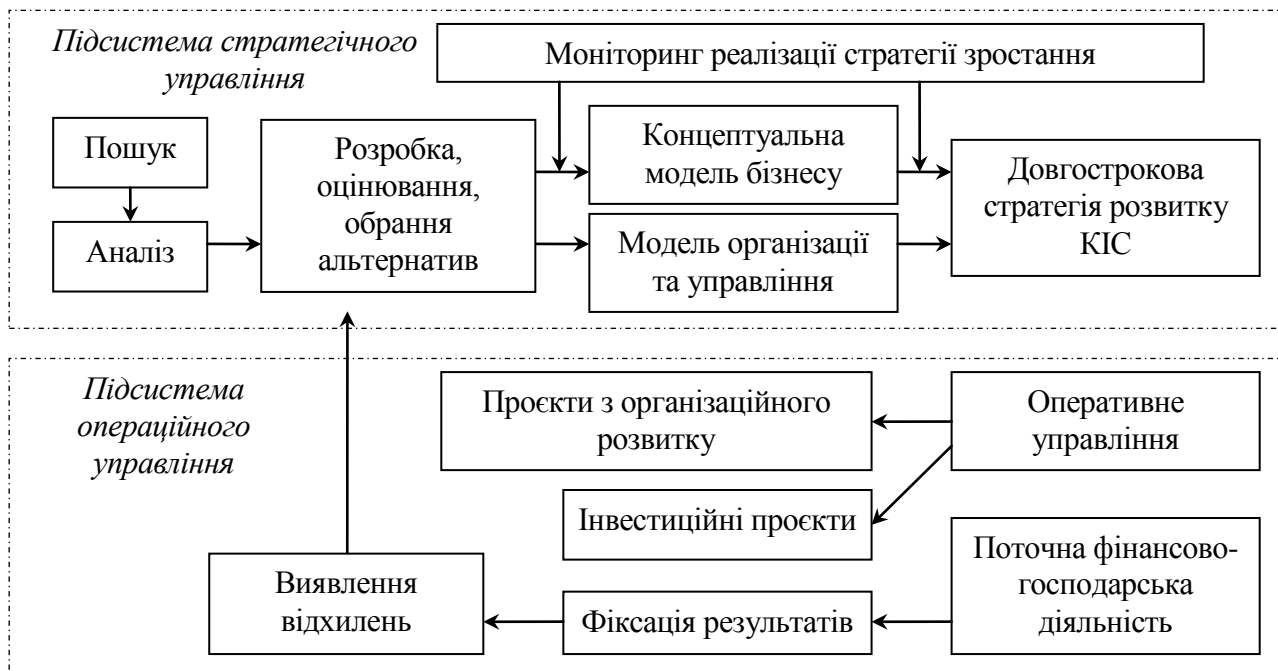 Підсистема стратегічного
управління
Моніторинг реалізації стратегії зростання
Пошук
Аналіз
Розробка,
оцінювання,
обрання
альтернатив
Концептуальна
модель бізнесу
Модель організації
та управління
Довгострокова
стратегія розвитку
КІС
Підсистема
операційного
управління
Проєкти з організаційного
розвитку
Оперативне
управління
Інвестиційні проєкти
Поточна фінансово-
господарська
діяльність
Виявлення
відхилень
Фіксація результатів